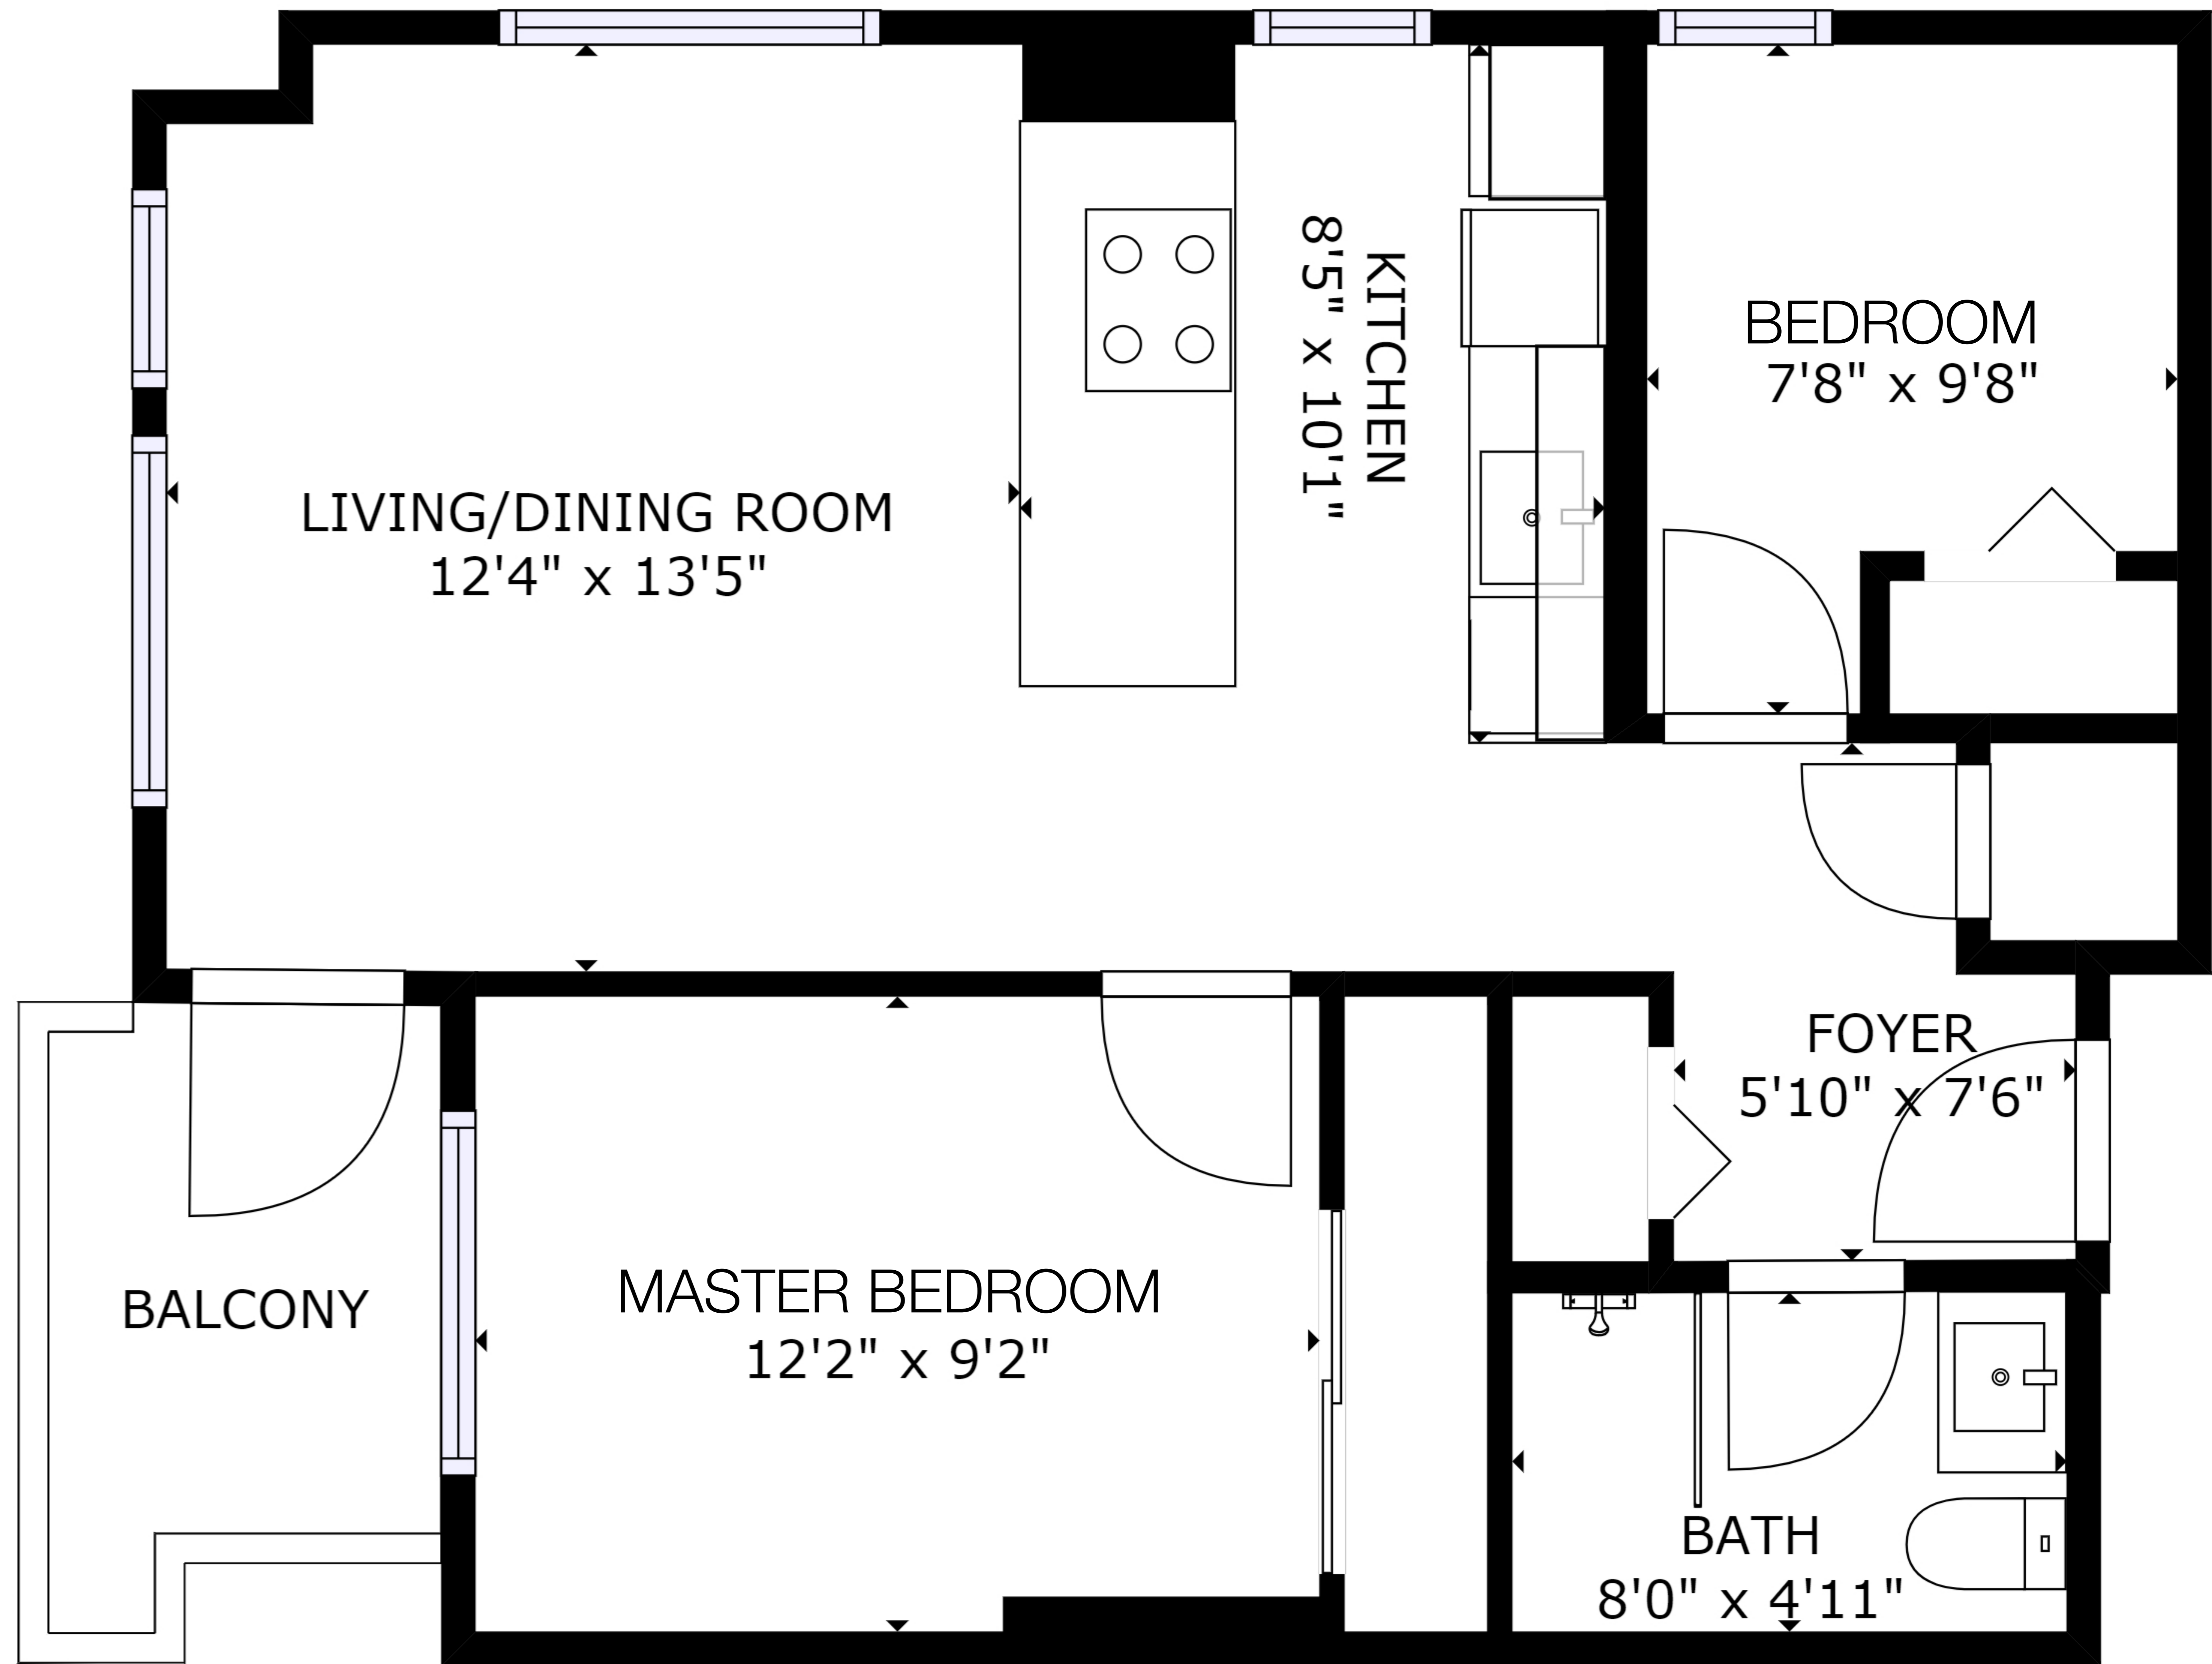 LIVING/DINING ROOM
12'4" x 13'5"
KITCHEN
8'5" x 10'1"
BEDROOM
7'8" x 9'8"
FOYER
5'10" x 7'6"
BALCONY
MASTER BEDROOM
12'2" x 9'2"
BATH
8'0" x 4'11"